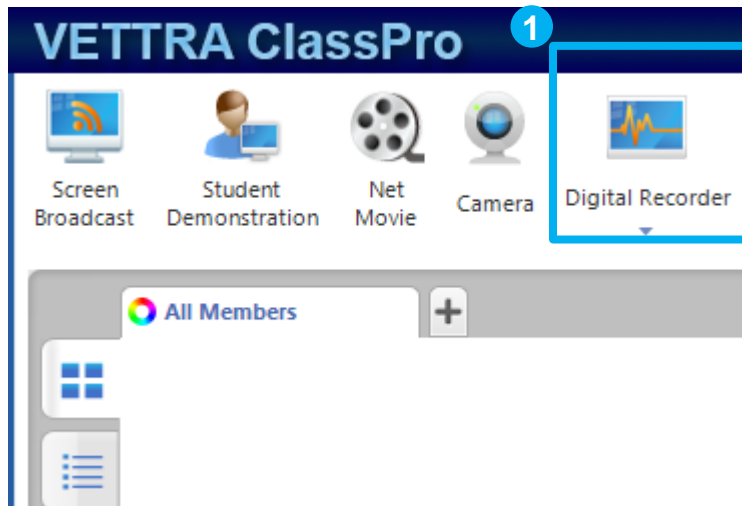 VETTRA ClassPro
1
Screen
Broadcast
Student
Demonstration
Net
Movie
Camera
Digital Recorder
All Members
+